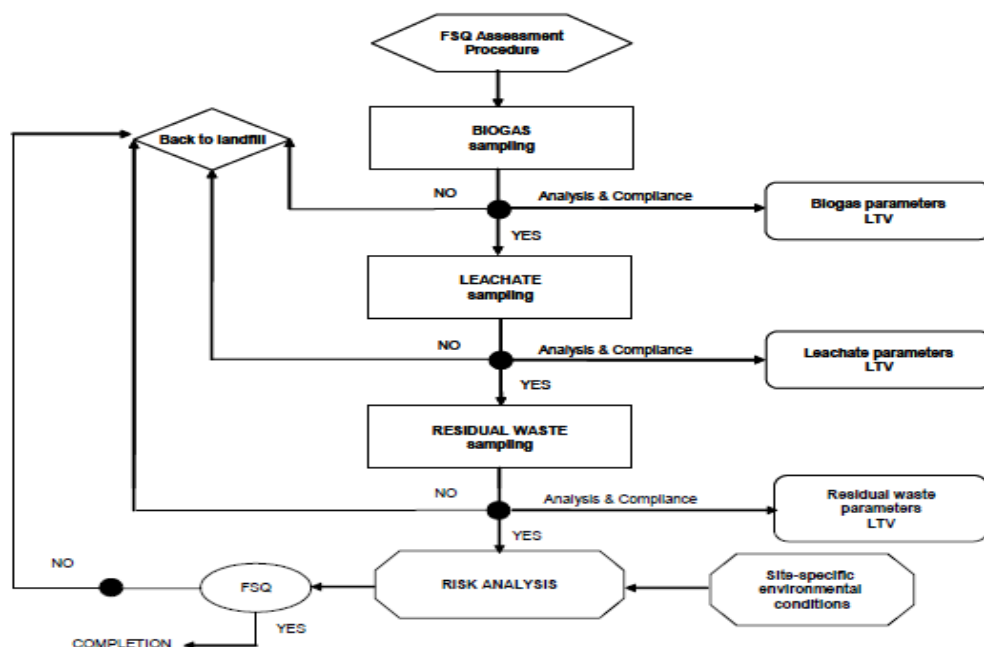 FSQ Assessment
Procedure
BIOGAS
sampling
Back to landfill
NO
Analysis & Compliance
Biogas parameters
LTV
YES
LEACHATE
sampling
NO
Analysis & Compliance
Leachate parameters
LTV
YES
RESIDUAL WASTE
sampling
NO
Analysis & Compliance
Residual waste
parameters
LTV
YES
NO
FSQ
RISK ANALYSIS
Site-specific
environmental
conditions
YES
COMPLETION